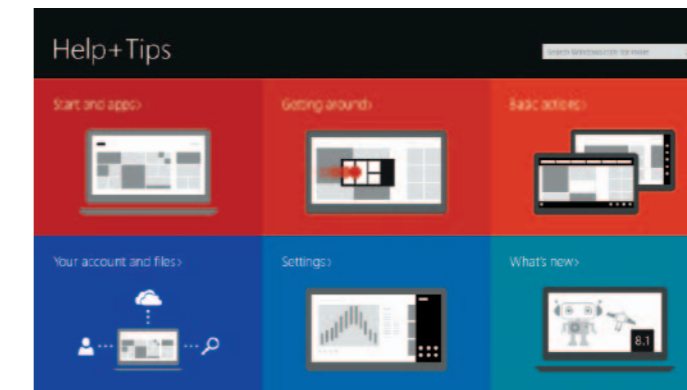 Help+Tips
Start and apps>
Getting around>
Basic actions>
Your account and files>
Settings>
What's new>
8.1